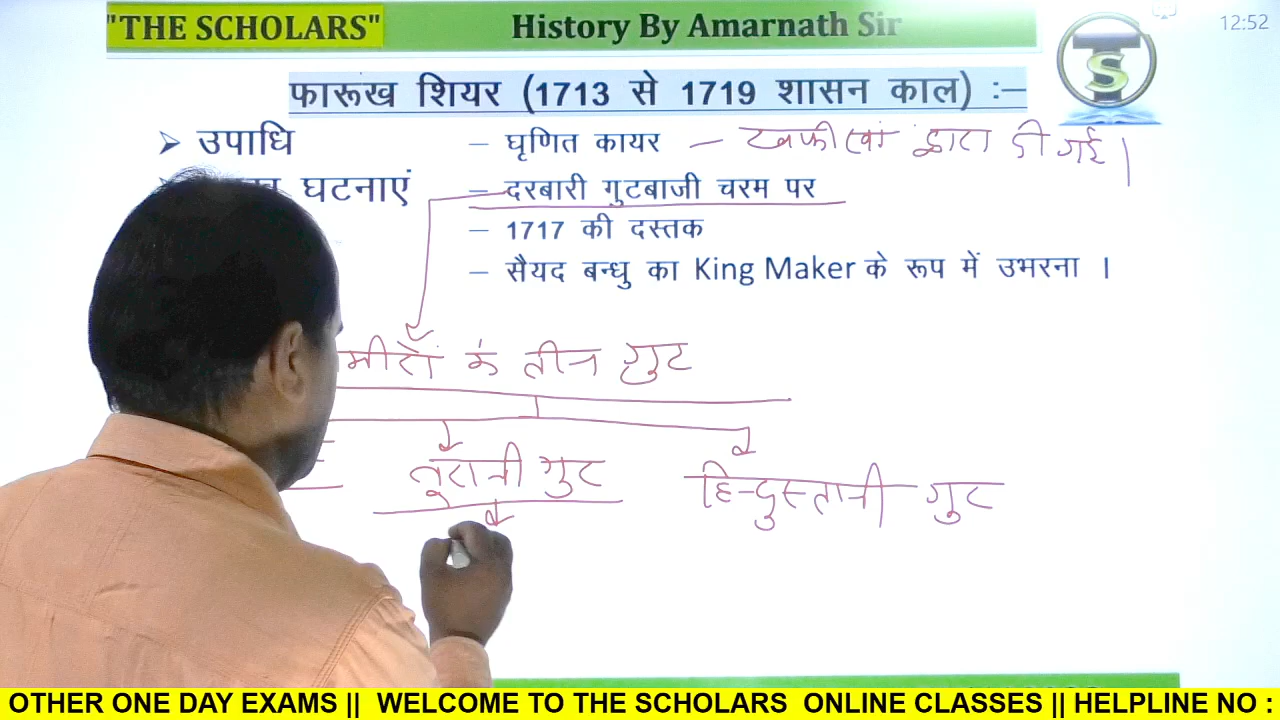 "THE SCHOLARS" History By Amarnath Sir
12:52
T S
फारूख शियर (1713 से 1719 शासन काल) :–
➢ उपाधि – घृणित कायर – खफी खां द्वारा दी गई।
घटनाएं – दरबारी गुटबाजी चरम पर
– 1717 की दस्तक
– सैयद बन्धु का King Maker के रूप में उभरना ।
मीरों के तीन गुट
तूरानी गुट हिन्दुस्तानी गुट
OTHER ONE DAY EXAMS || WELCOME TO THE SCHOLARS ONLINE CLASSES || HELPLINE NO :